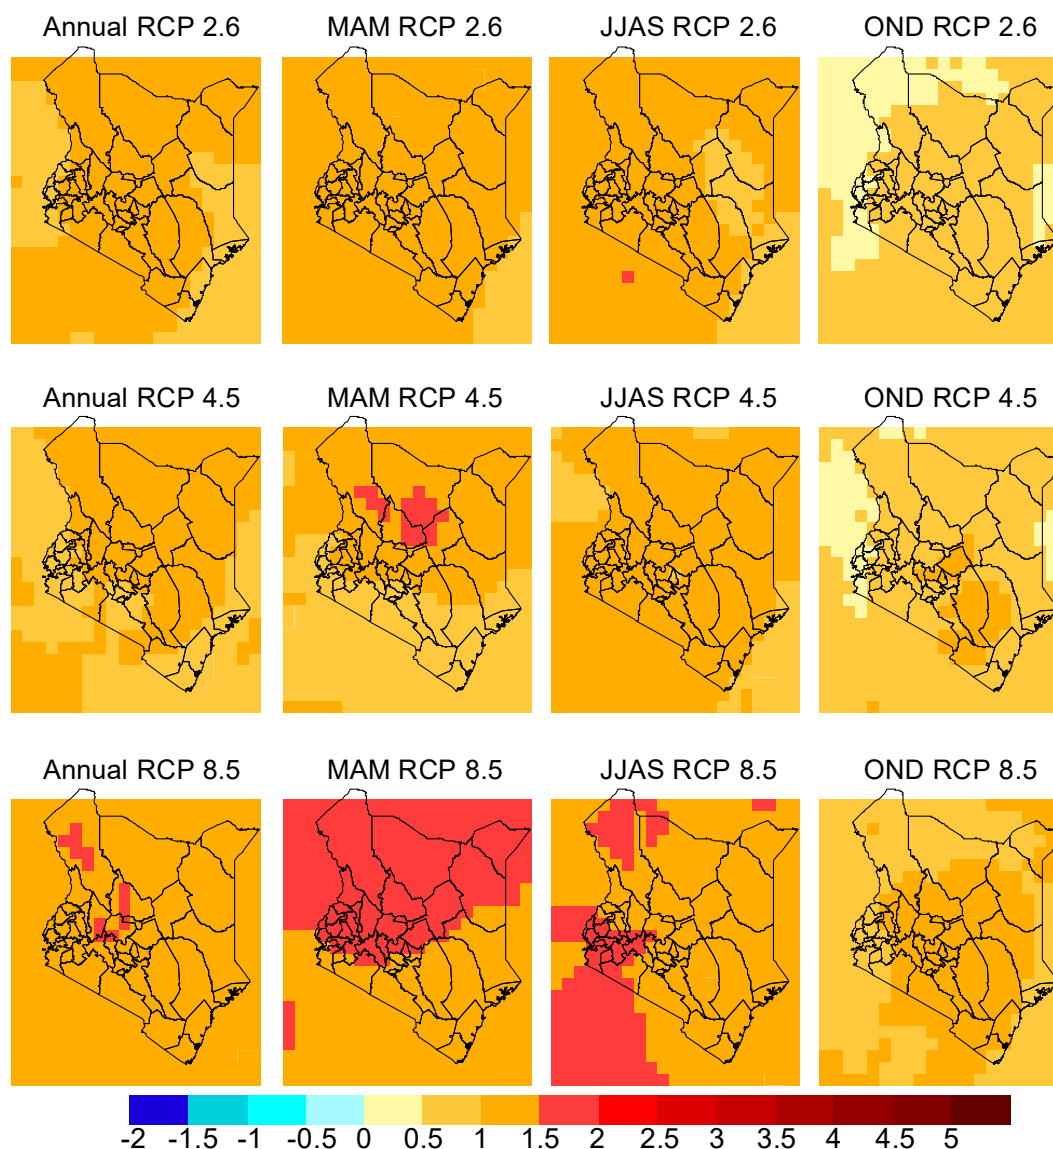 Annual RCP 2.6 MAM RCP 2.6 JJAS RCP 2.6 OND RCP 2.6
Annual RCP 4.5 MAM RCP 4.5 JJAS RCP 4.5 OND RCP 4.5
Annual RCP 8.5 MAM RCP 8.5 JJAS RCP 8.5 OND RCP 8.5
-2 -1.5 -1 -0.5 0 0.5 1 1.5 2 2.5 3 3.5 4 4.5 5